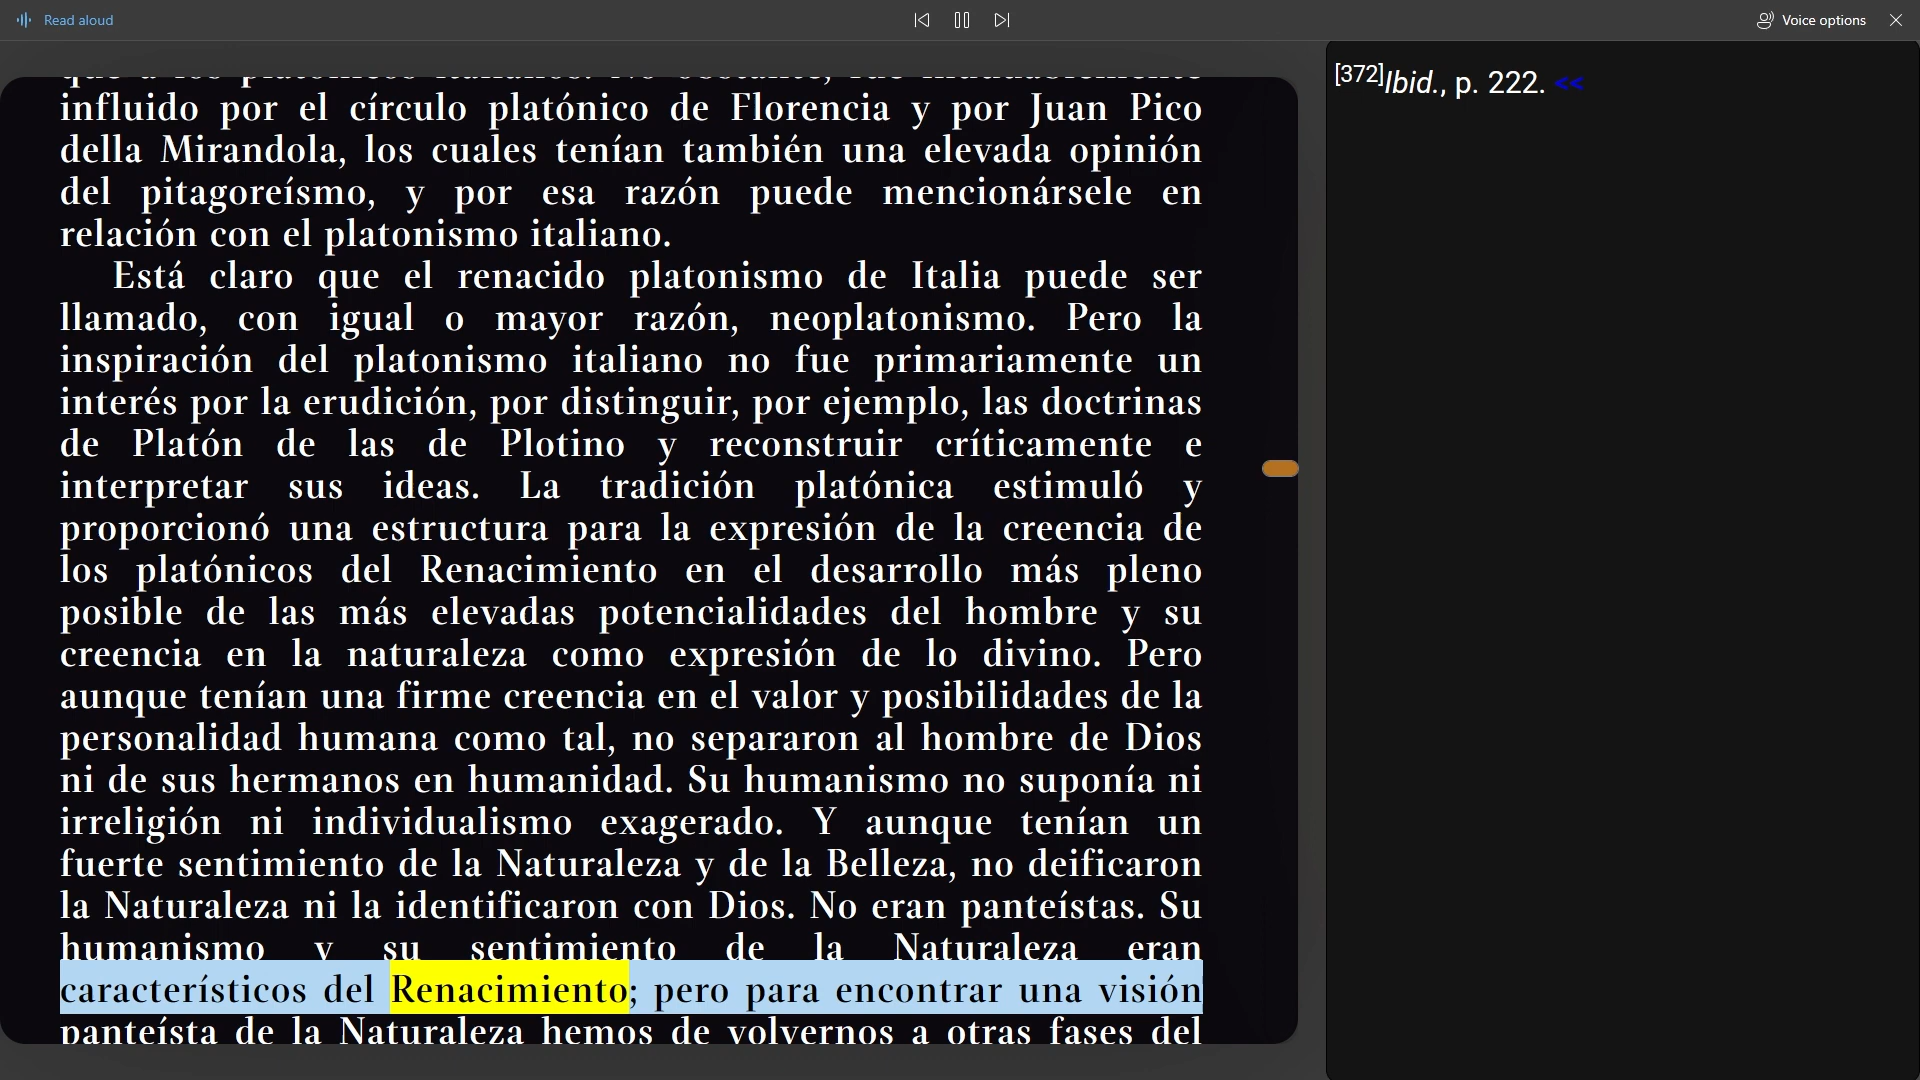 Read aloud
Voice options
que a los platónicos italianos. No obstante, fue indudablemente
influido por el círculo platónico de Florencia y por Juan Pico
della Mirandola, los cuales tenían también una elevada opinión
del pitagoreísmo, y por esa razón puede mencionársele en
relación con el platonismo italiano.
Está claro que el renacido platonismo de Italia puede ser
llamado, con igual o mayor razón, neoplatonismo. Pero la
inspiración del platonismo italiano no fue primariamente un
interés por la erudición, por distinguir, por ejemplo, las doctrinas
de Platón de las de Plotino y reconstruir críticamente e
interpretar sus ideas. La tradición platónica estimuló y
proporcionó una estructura para la expresión de la creencia de
los platónicos del Renacimiento en el desarrollo más pleno
posible de las más elevadas potencialidades del hombre y su
creencia en la naturaleza como expresión de lo divino. Pero
aunque tenían una firme creencia en el valor y posibilidades de la
personalidad humana como tal, no separaron al hombre de Dios
ni de sus hermanos en humanidad. Su humanismo no suponía ni
irreligión ni individualismo exagerado. Y aunque tenían un
fuerte sentimiento de la Naturaleza y de la Belleza, no deificaron
la Naturaleza ni la identificaron con Dios. No eran panteístas. Su
humanismo y su sentimiento de la Naturaleza eran
característicos del Renacimiento; pero para encontrar una visión
panteísta de la Naturaleza hemos de volvernos a otras fases del
[372]Ibid., p. 222. <<